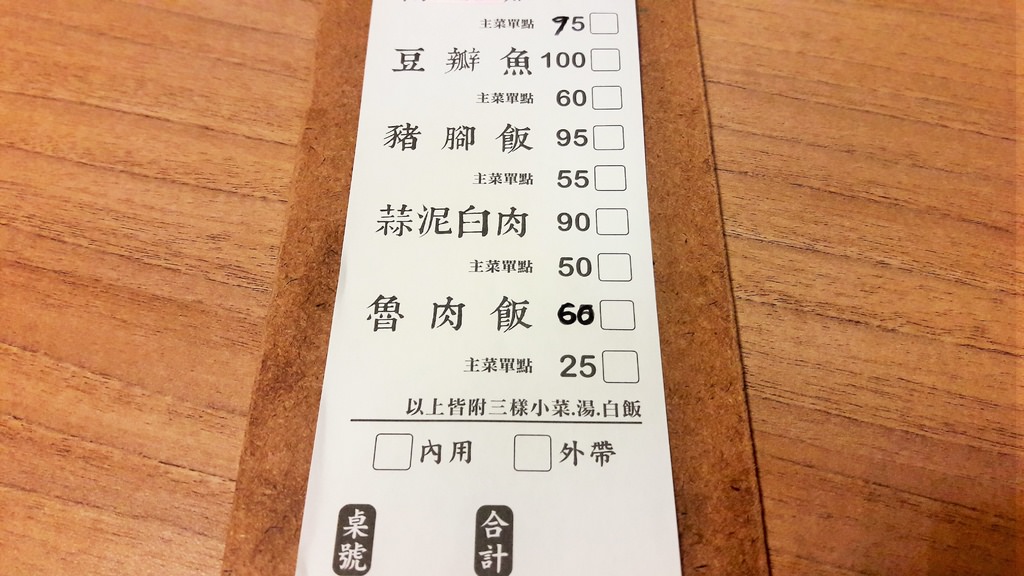 主菜單點 75
豆瓣魚 100
主菜單點 60
豬腳飯 95
主菜單點 55
蒜泥白肉 90
主菜單點 50
魯肉飯
主菜單點 25
以上皆附三樣小菜.湯.白飯
內用 外帶
桌號 合計